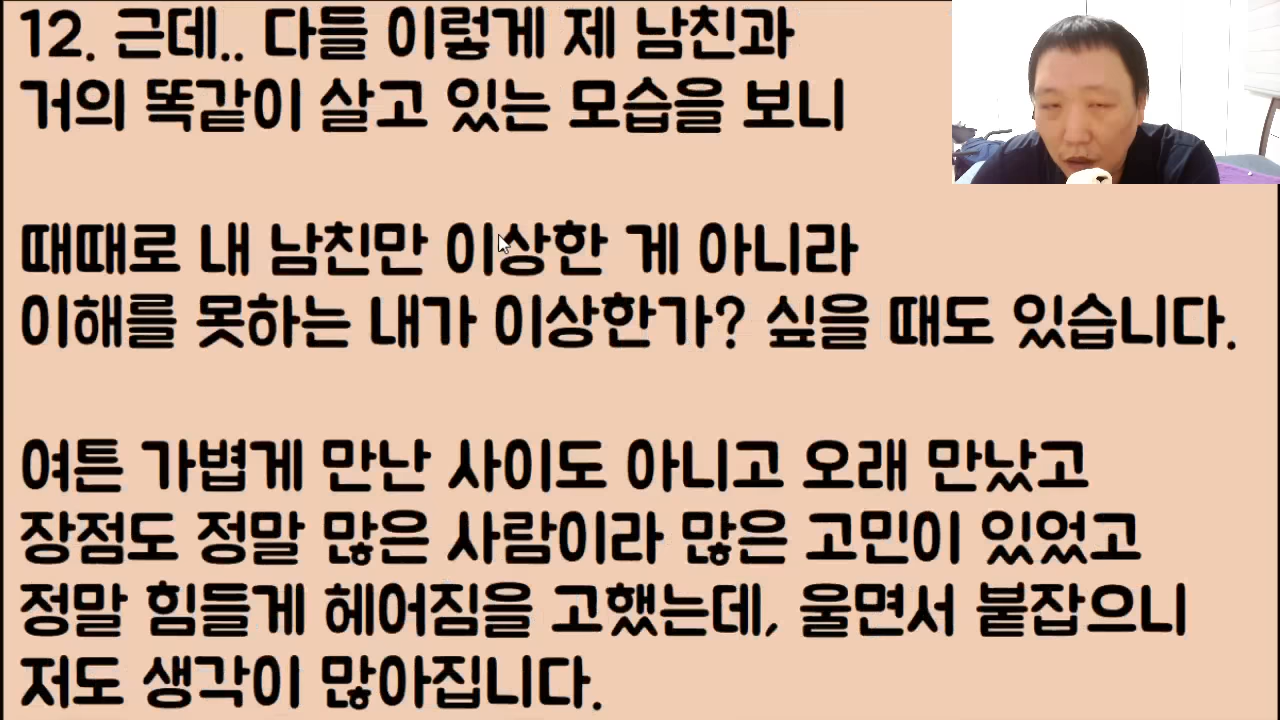 12. 근데.. 다들 이렇게 제 남친과
거의 똑같이 살고 있는 모습을 보니
때때로 내 남친만 이상한 게 아니라
이해를 못하는 내가 이상한가? 싶을 때도 있습니다.
여튼 가볍게 만난 사이도 아니고 오래 만났고
장점도 정말 많은 사람이라 많은 고민이 있었고
정말 힘들게 헤어짐을 고했는데, 울면서 붙잡으니
저도 생각이 많아집니다.